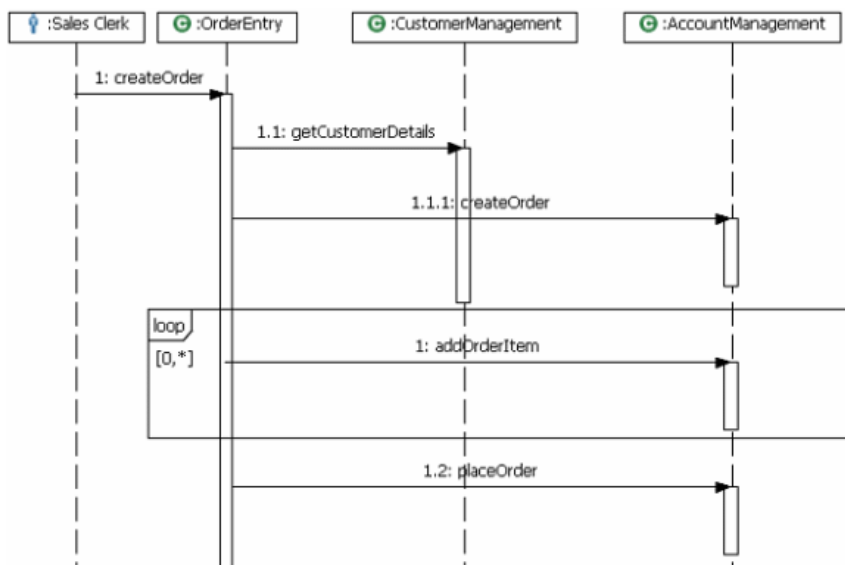 :Sales Clerk
:OrderEntry
:CustomerManagement
:AccountManagement
1: createOrder
1.1: getCustomerDetails
1.1.1: createOrder
loop
[0,*]
1: addOrderItem
1.2: placeOrder